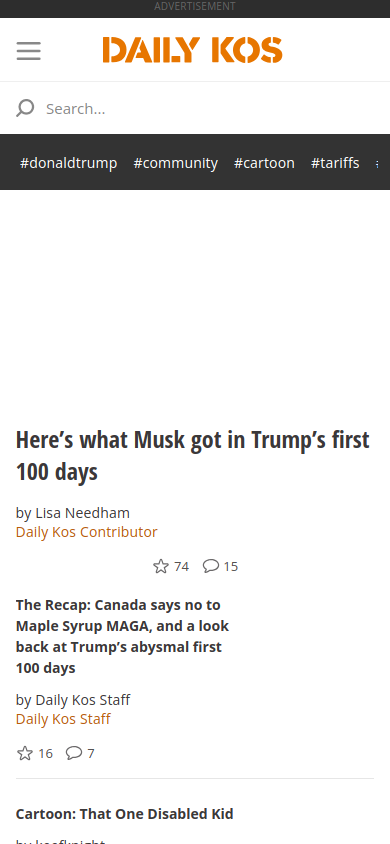 ADVERTISEMENT
DAILY KOS
Search...
#donaldtrump #community #cartoon #tariffs
Here's what Musk got in Trump's first
100 days
by Lisa Needham
Daily Kos Contributor
74 15
The Recap: Canada says no to
Maple Syrup MAGA, and a look
back at Trump's abysmal first
100 days
by Daily Kos Staff
Daily Kos Staff
16 7
Cartoon: That One Disabled Kid